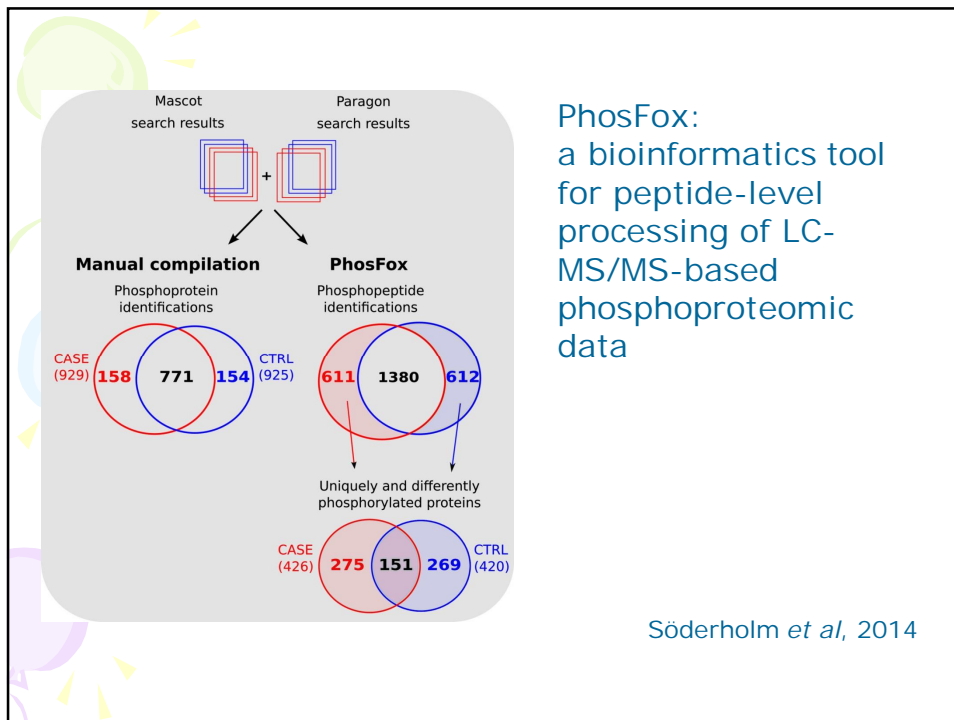 Mascot
search results
Paragon
search results
+
Manual compilation
Phosphoprotein
identifications
CASE
(929)
158
771
154
CTRL
(925)
PhosFox
Phosphopeptide
identifications
611
1380
612
Uniquely and differently
phosphorylated proteins
CASE
(426)
275
151
269
CTRL
(420)
PhosFox:
a bioinformatics tool
for peptide-level
processing of LC-
MS/MS-based
phosphoproteomic
data
Söderholm et al, 2014